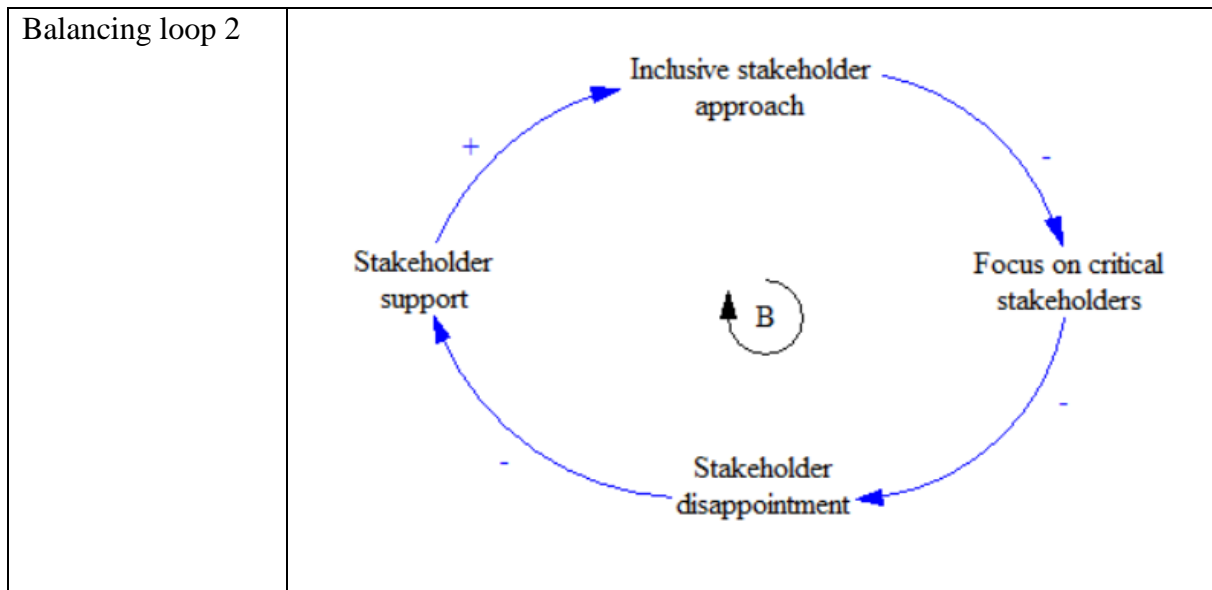 Balancing loop 2
Inclusive stakeholder
approach
+
-
Stakeholder
support
Focus on critical
stakeholders
B
-
-
Stakeholder
disappointment